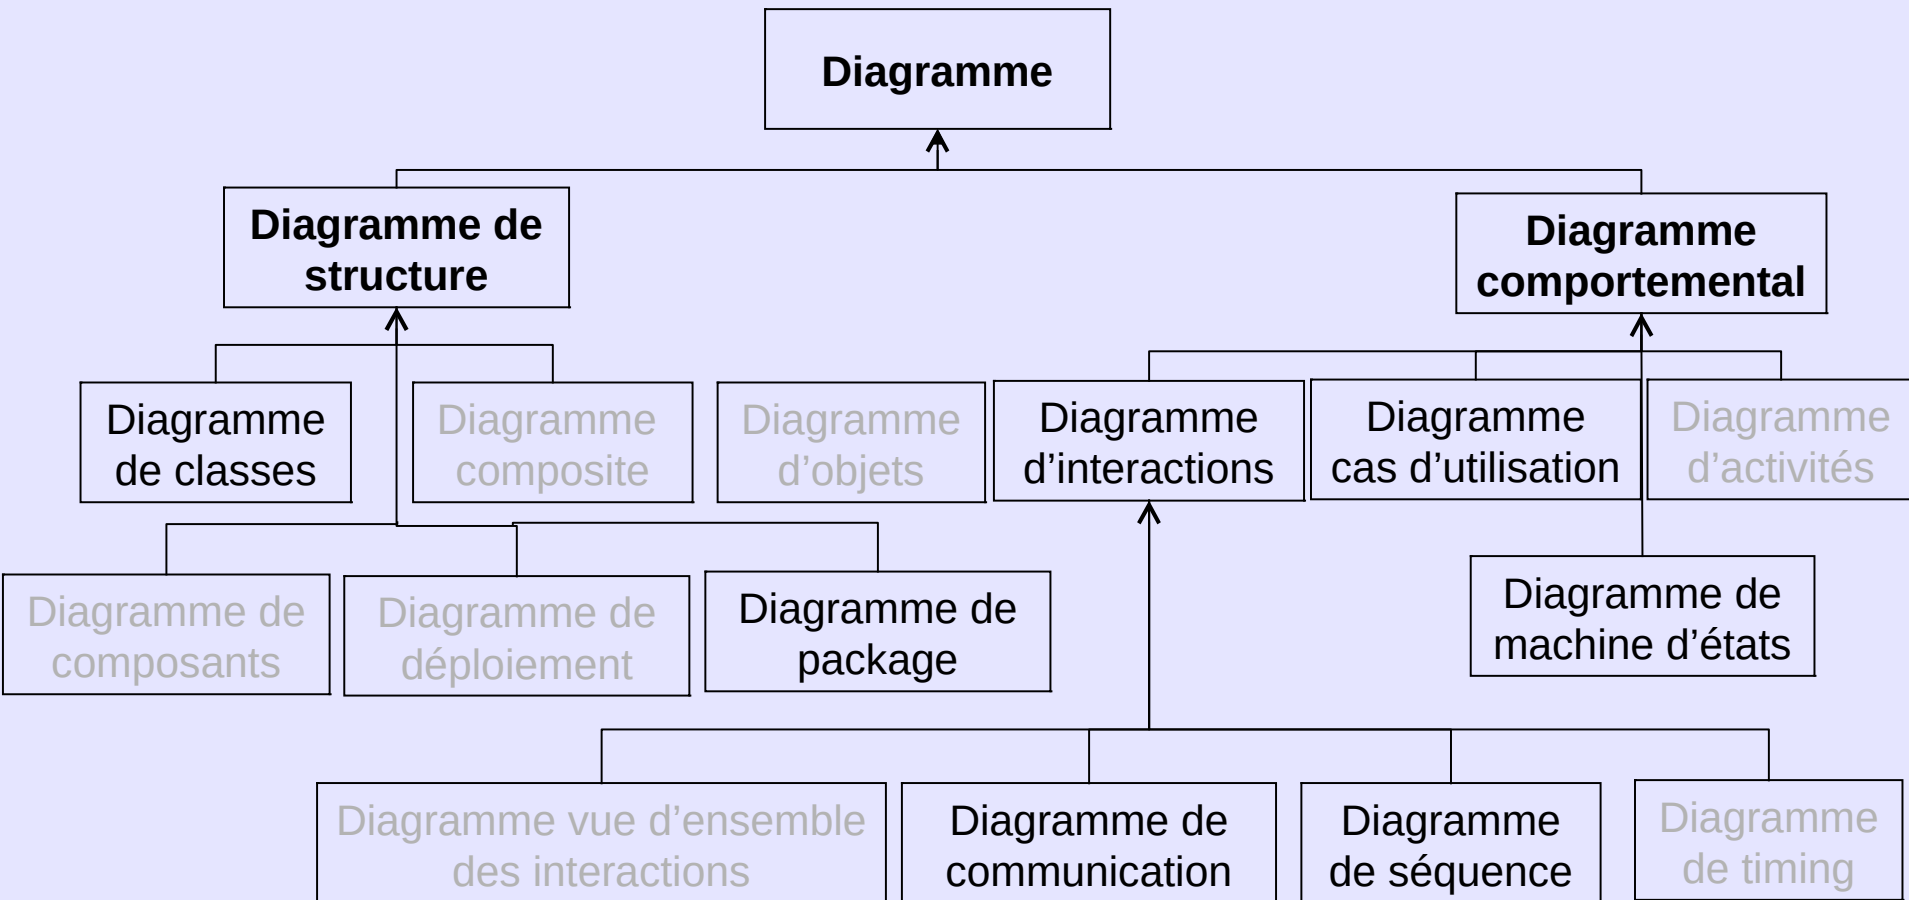 Diagramme
Diagramme de
structure
Diagramme
comportemental
Diagramme
de classes
Diagramme
composite
Diagramme
d’objets
Diagramme
d’interactions
Diagramme
cas d’utilisation
Diagramme
d’activités
Diagramme de
composants
Diagramme de
déploiement
Diagramme de
package
Diagramme de
machine d’états
Diagramme vue d’ensemble
des interactions
Diagramme de
communication
Diagramme
de séquence
Diagramme
de timing